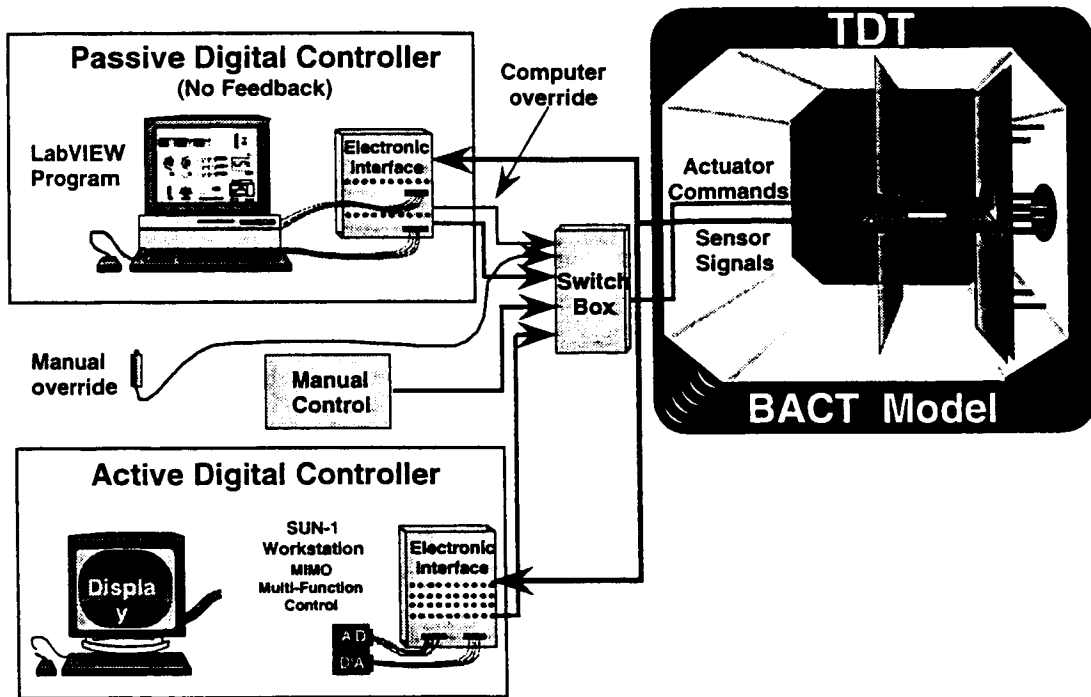 Passive Digital Controller
(No Feedback)
LabVIEW
Program
Electronic
Interface
Computer
override
TDT
Actuator
Commands
Sensor
Signals
Switch
Box
Manual
override
Manual
Control
BACT Model
Active Digital Controller
SUN-1
Workstation
MIMO
Multi-Function
Control
Electronic
Interface
Displa
y
A D
D A